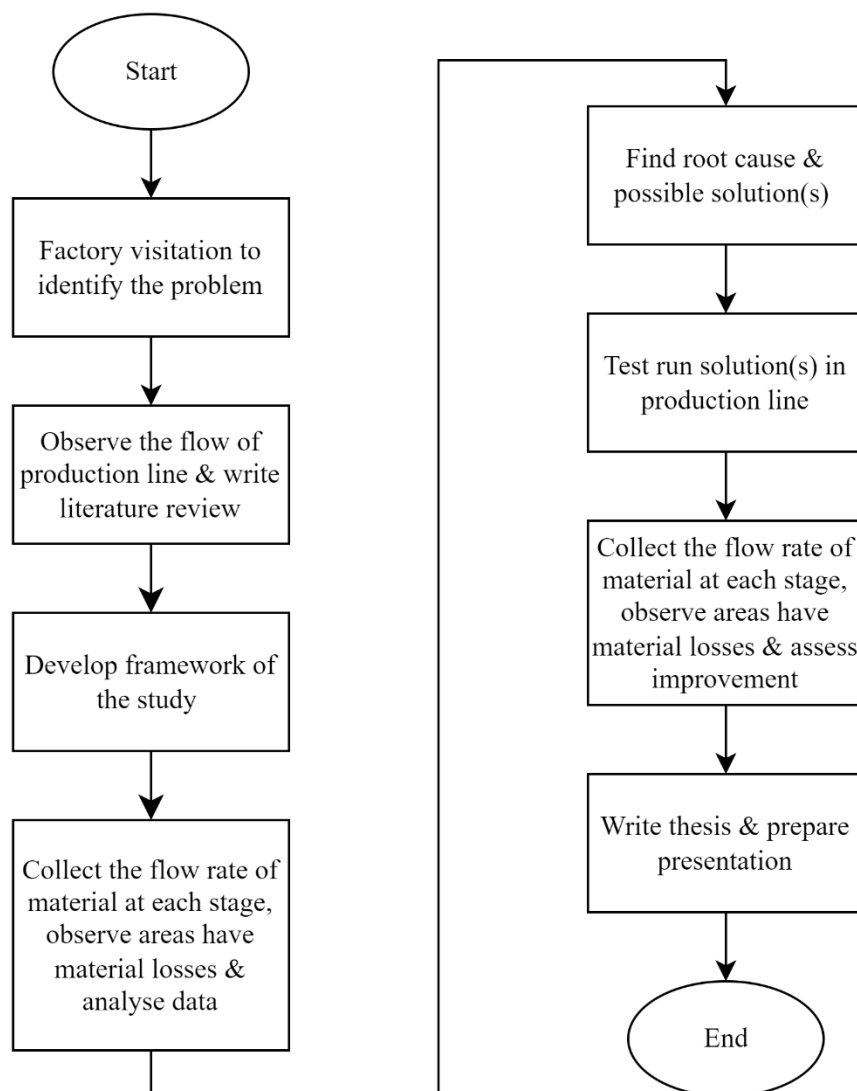 Start
Factory visitation to
identify the problem
Observe the flow of
production line & write
literature review
Develop framework of
the study
Collect the flow rate of
material at each stage,
observe areas have
material losses &
analyse data
Find root cause &
possible solution(s)
Test run solution(s) in
production line
Collect the flow rate of
material at each stage,
observe areas have
material losses & assess
improvement
Write thesis & prepare
presentation
End